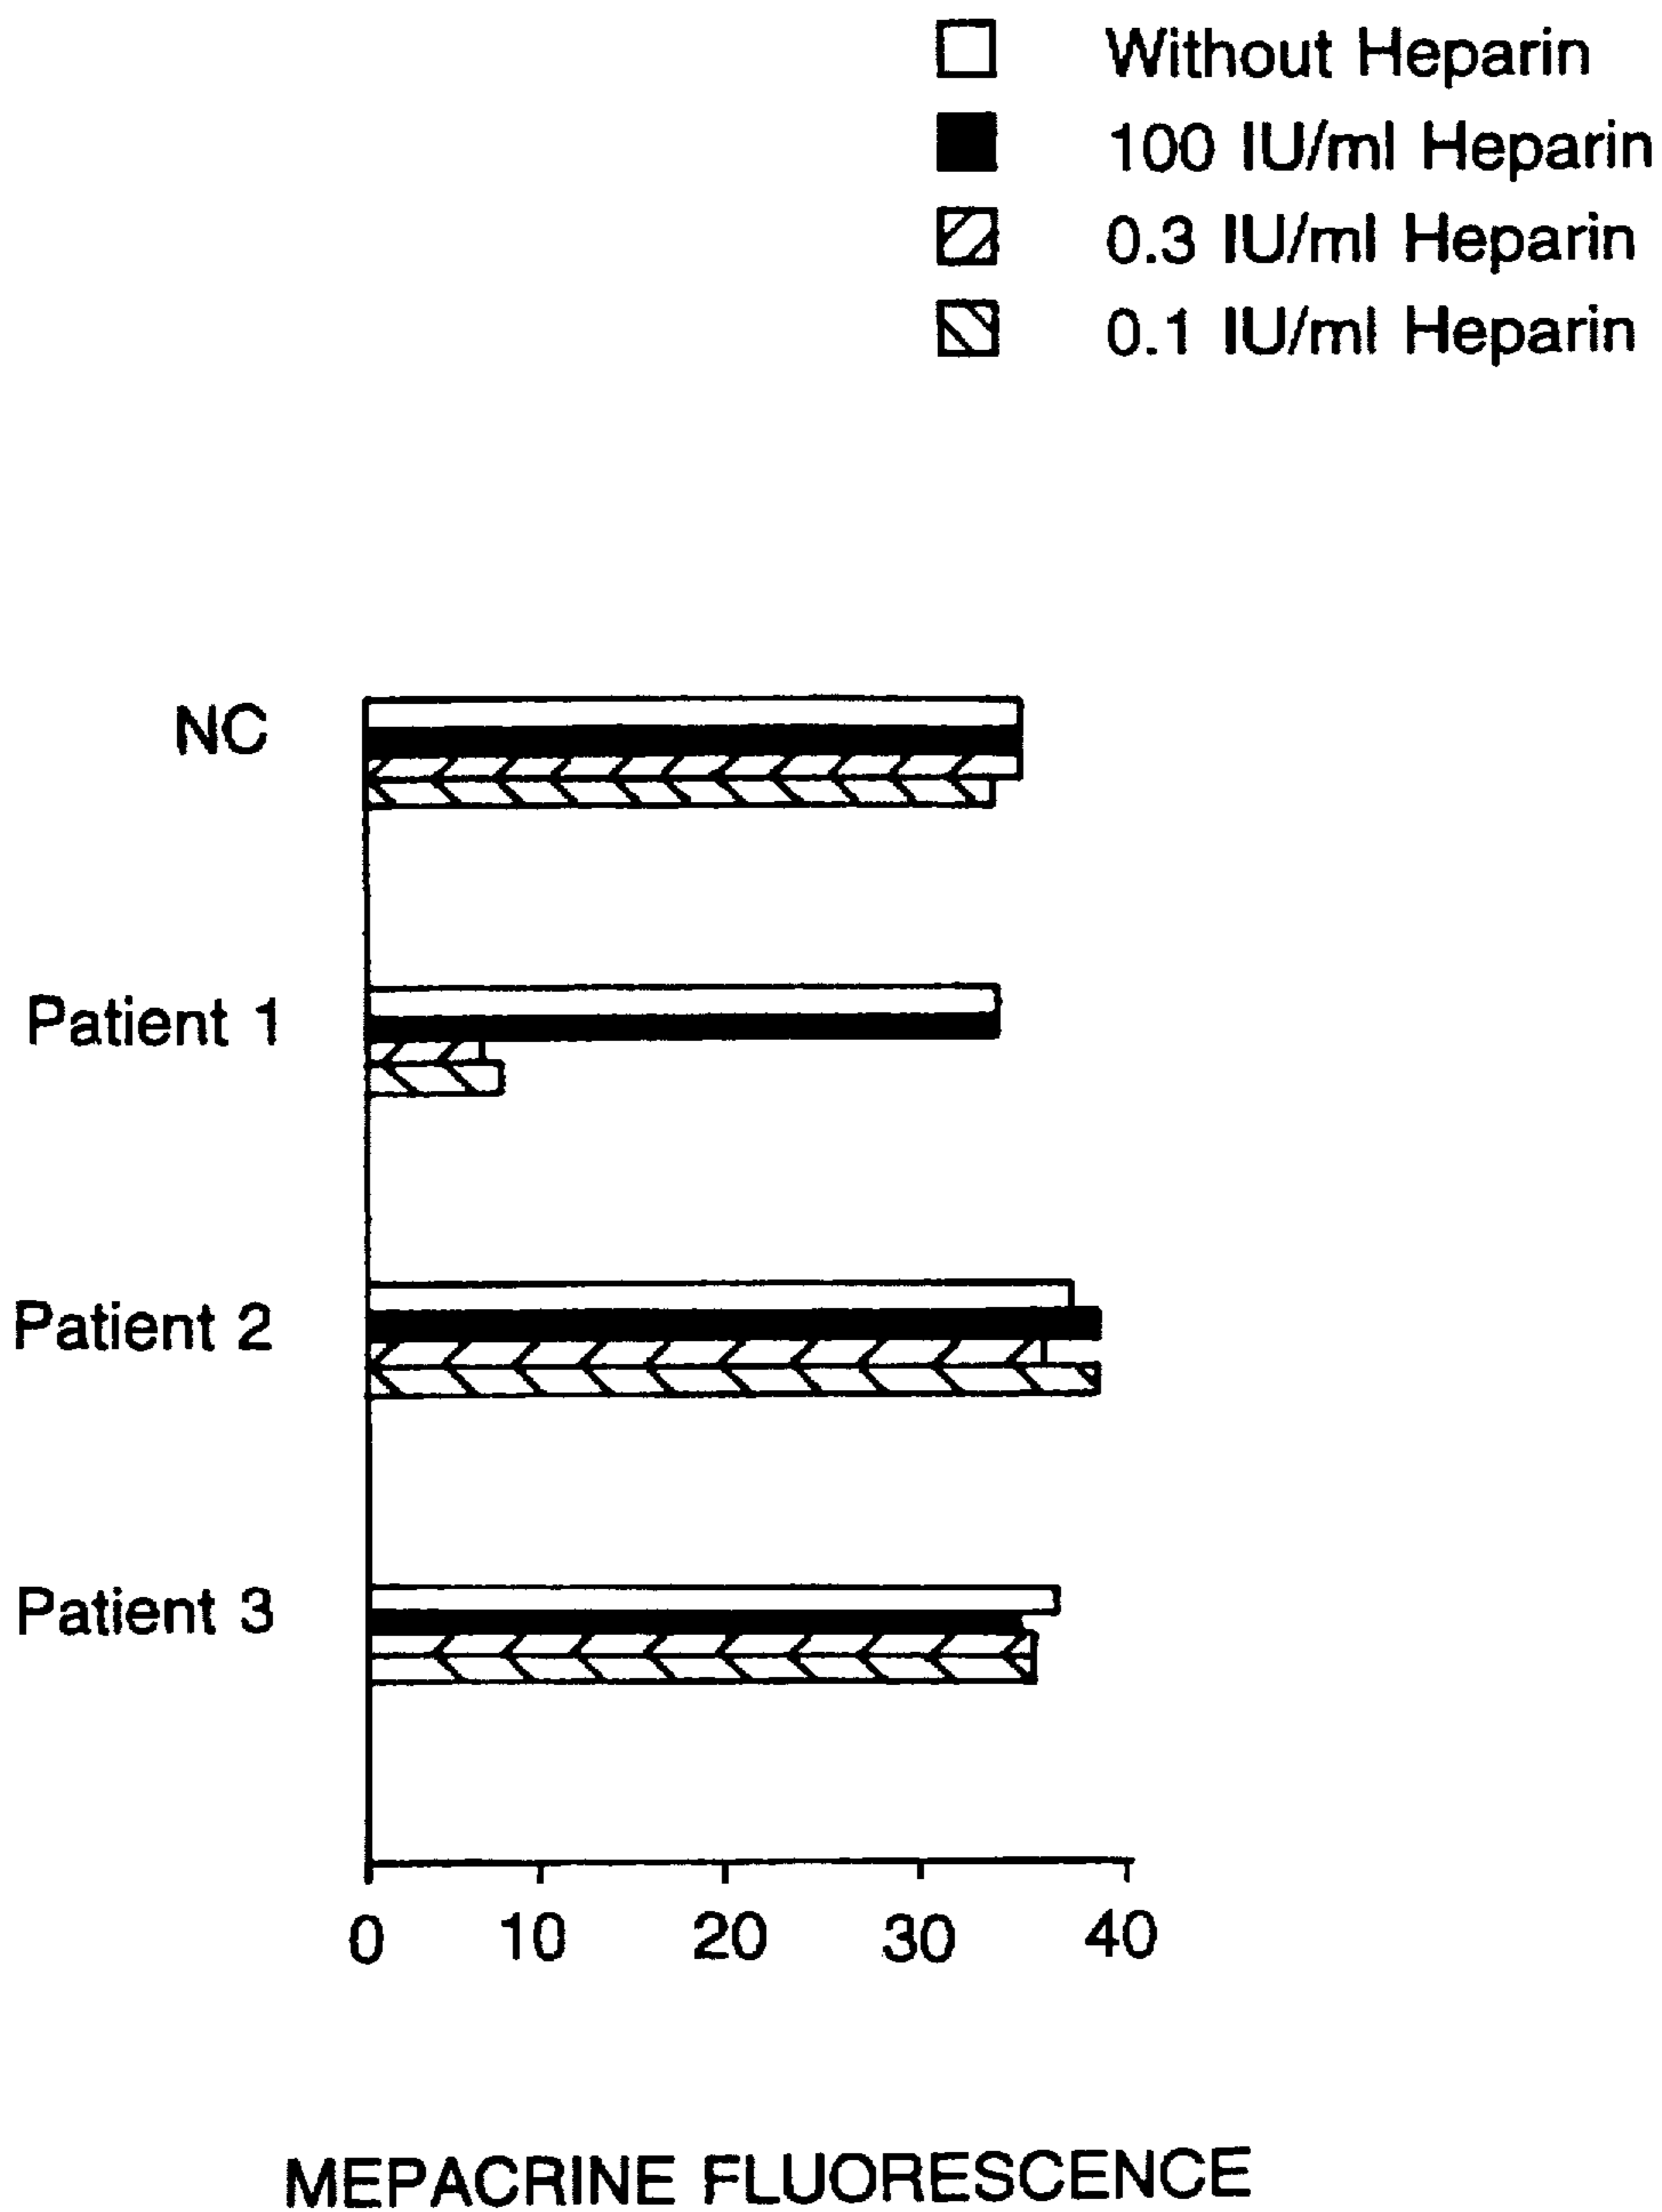 Without Heparin
100 IU/ml Heparin
0.3 IU/ml Heparin
0.1 IU/ml Heparin
NC
Patient 1
Patient 2
Patient 3
0 10 20 30 40
MEPACRINE FLUORESCENCE